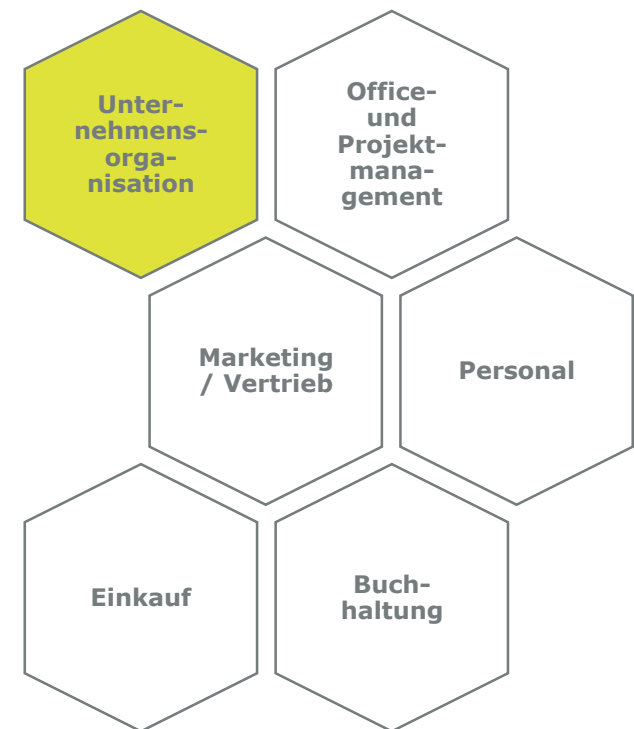 Unter-
nehmens-
orga-
nisation
Office-
und
Projekt-
mana-
gement
Marketing
/ Vertrieb
Personal
Einkauf
Buch-
haltung